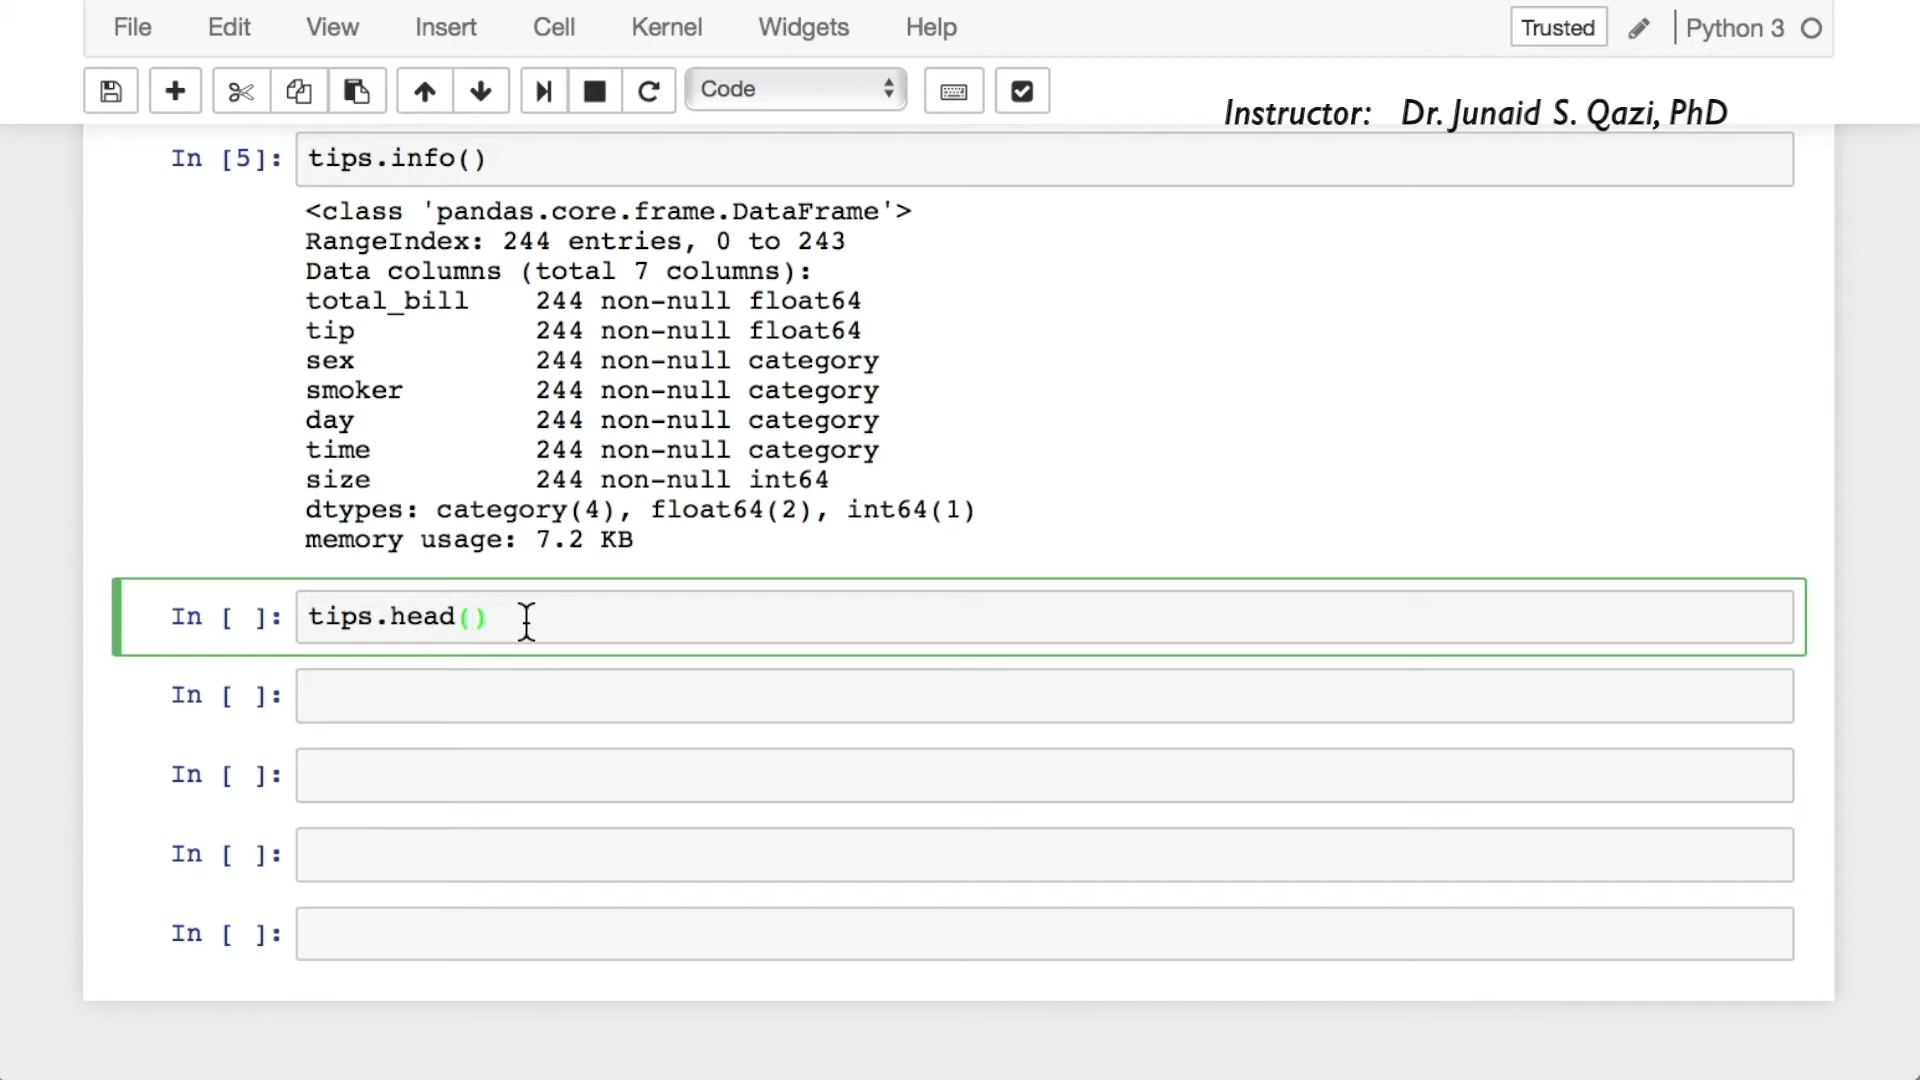 File Edit View Insert Cell Kernel Widgets Help Trusted Python 3
Code
Instructor: Dr. Junaid S. Qazi, PhD
In [5]: tips.info()
<class 'pandas.core.frame.DataFrame'>
RangeIndex: 244 entries, 0 to 243
Data columns (total 7 columns):
total_bill 244 non-null float64
tip 244 non-null float64
sex 244 non-null category
smoker 244 non-null category
day 244 non-null category
time 244 non-null category
size 244 non-null int64
dtypes: category(4), float64(2), int64(1)
memory usage: 7.2 KB
In [ ]: tips.head()
In [ ]:
In [ ]:
In [ ]:
In [ ]: